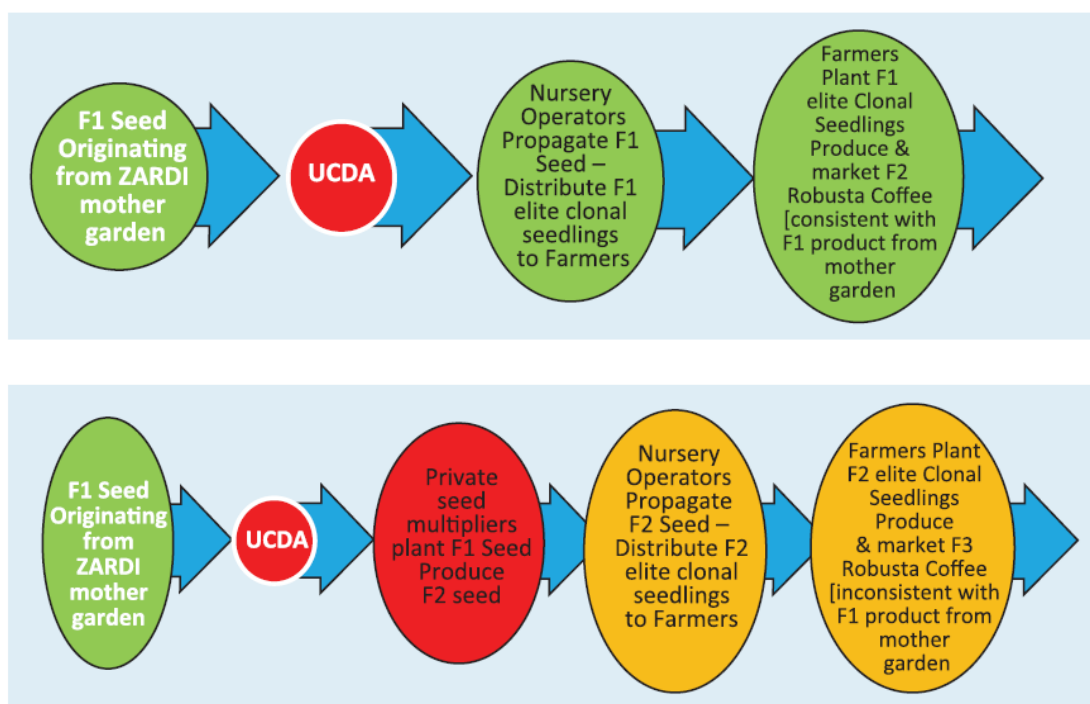 F1 Seed
Originating
from ZARDI
mother
garden
UCDA
Nursery
Operators
Propagate F1
Seed –
Distribute F1
elite clonal
seedlings
to Farmers
Farmers
Plant F1
elite Clonal
Seedlings
Produce &
market F2
Robusta Coffee
[consistent with
F1 product from
mother
garden
F1 Seed
Originating
from
ZARDI
mother
garden
UCDA
Private
seed
multipliers
plant F1 Seed
Produce
F2 seed
Nursery
Operators
Propagate
F2 Seed –
Distribute F2
elite clonal
seedlings
to Farmers
Farmers Plant
F2 elite Clonal
Seedlings
Produce
& market F3
Robusta Coffee
[inconsistent with
F1 product from
mother
garden